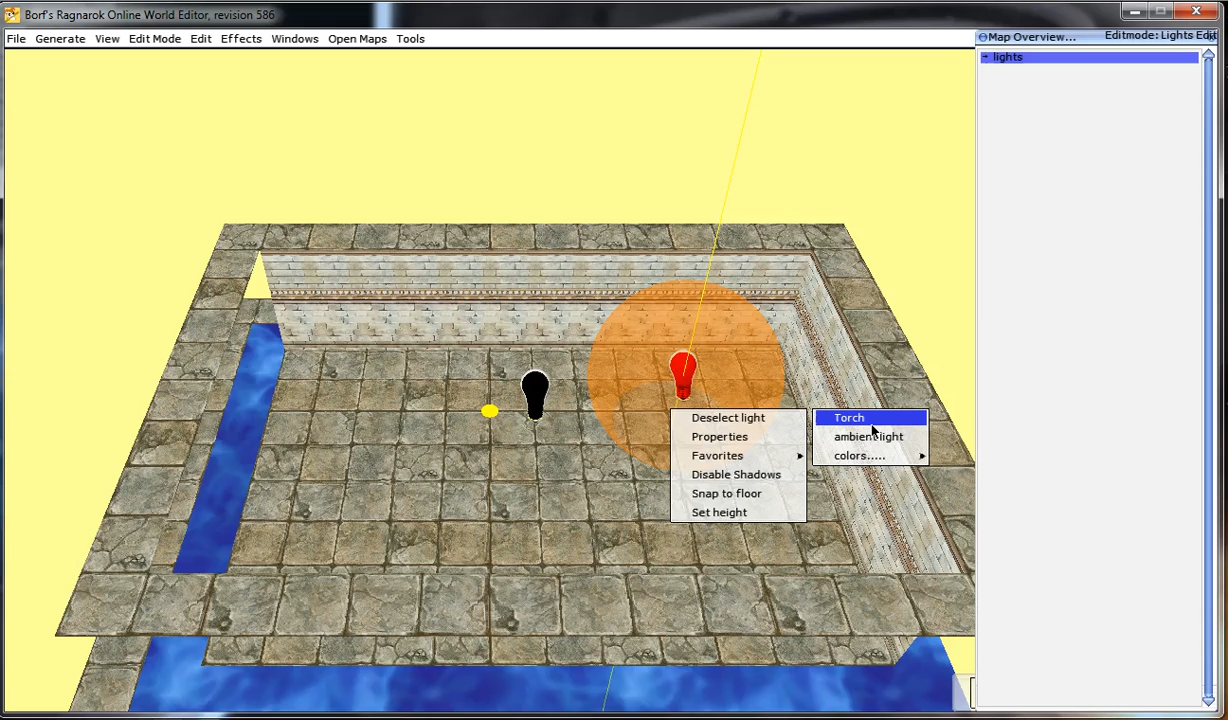 Borf's Ragnarok Online World Editor, revision 586
File Generate View Edit Mode Edit Effects Windows Open Maps Tools
Map Overview...
Editmode: Lights Edit
lights
Deselect light
Properties
Favorites
Disable Shadows
Snap to floor
Set height
Torch
ambient light
colors.....